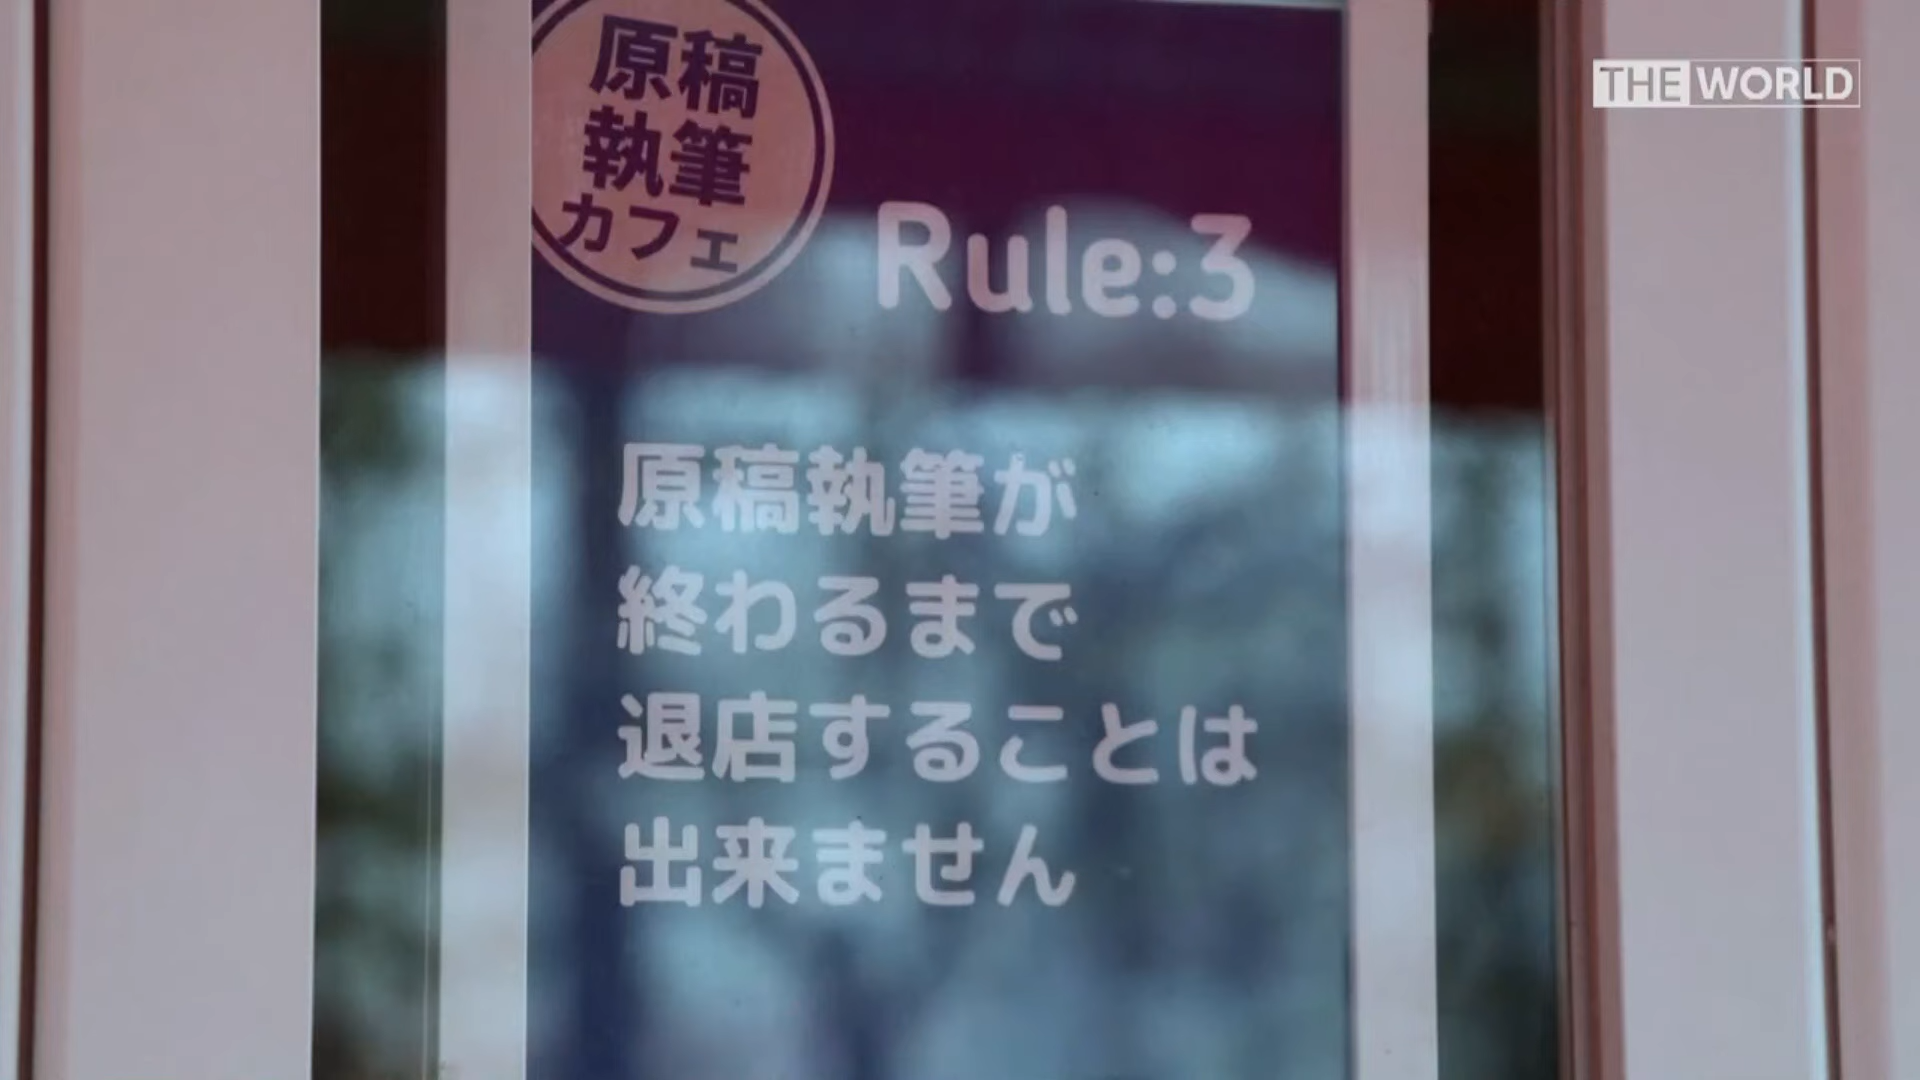 原稿
執筆
カフェ
THE WORLD
Rule:3
原稿執筆が
終わるまで
退店することは
出来ません